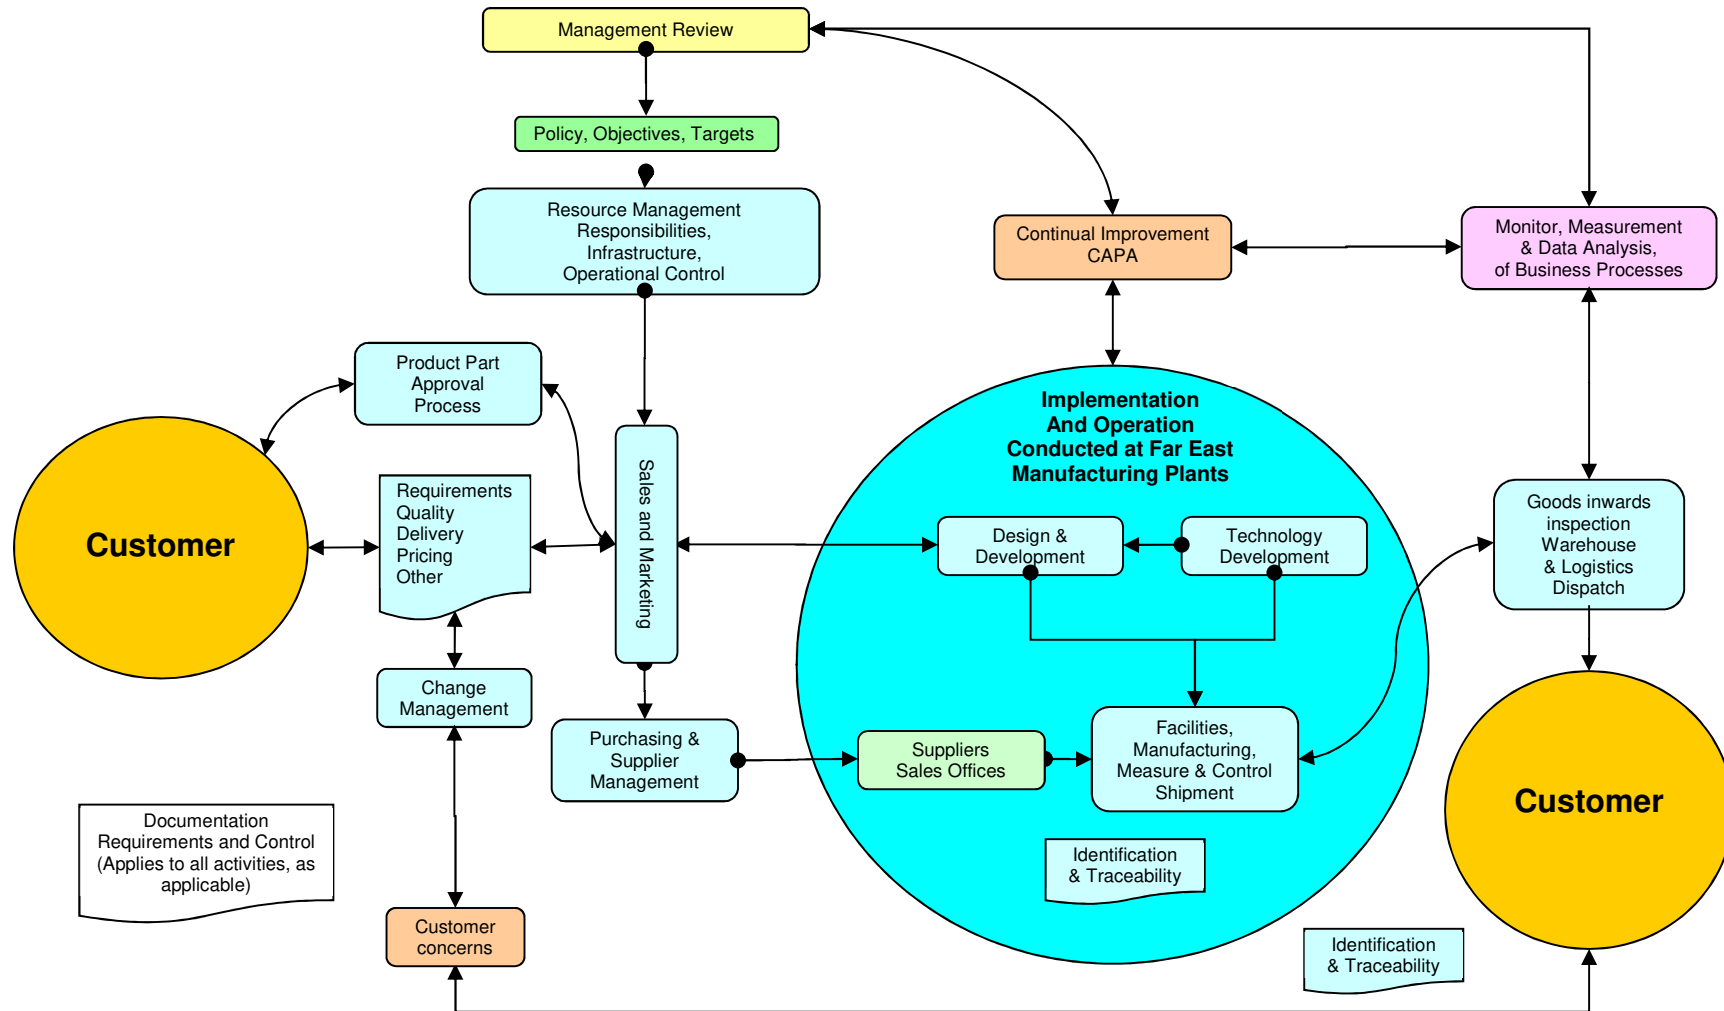 Management Review
Policy, Objectives, Targets
Resource Management
Responsibilities,
Infrastructure,
Operational Control
Continual Improvement
CAPA
Monitor, Measurement
& Data Analysis,
of Business Processes
Product Part
Approval
Process
Customer
Requirements
Quality
Delivery
Pricing
Other
Sales and Marketing
Implementation
And Operation
Conducted at Far East
Manufacturing Plants
Design &
Development
Technology
Development
Goods inwards
inspection
Warehouse
& Logistics
Dispatch
Change
Management
Purchasing &
Supplier
Management
Suppliers
Sales Offices
Facilities,
Manufacturing,
Measure & Control
Shipment
Customer
Documentation
Requirements and Control
(Applies to all activities, as
applicable)
Identification
& Traceability
Customer
concerns
Identification
& Traceability